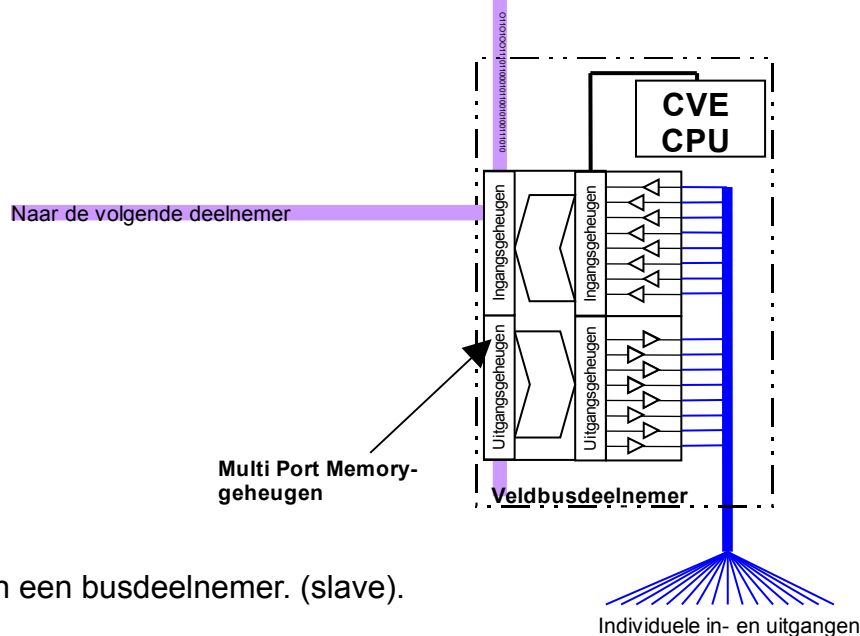 CVE
CPU
Naar de volgende deelnemer
Ingangsgeheugen
Ingangsgeheugen
Uitgangsgeheugen
Uitgangsgeheugen
Multi Port Memory-
geheugen
Veldbusdeelnemer
een busdeelnemer. (slave).
Individuele in- en uitgangen